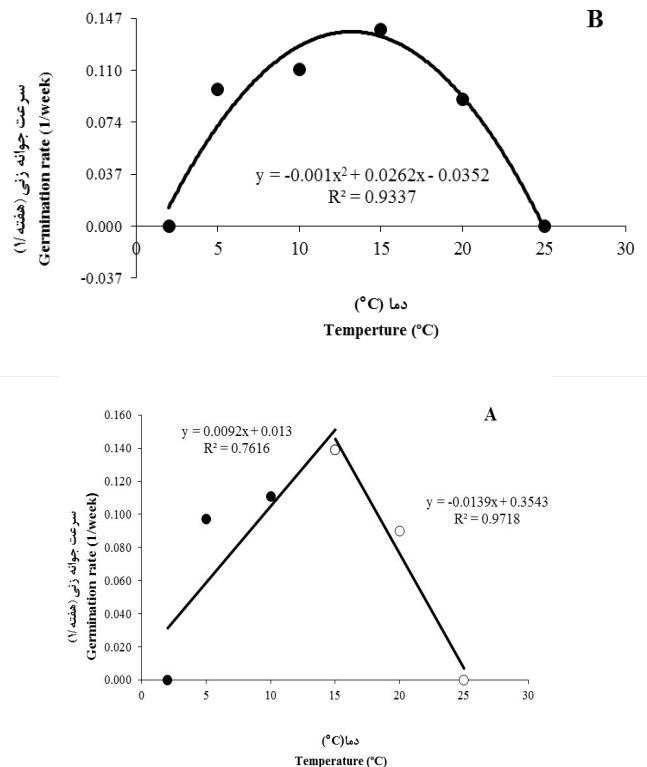 B
0.147
0.110
0.074
0.037
0.000
-0.037
0 5 10 15 20 25 30
y = -0.001x² + 0.0262x - 0.0352
R² = 0.9337
سرعت جوانه زنی (هفته /۱)
Germination rate (1/week)
دما (°C)
Temperture (ºC)
A
0.160
0.140
0.120
0.100
0.080
0.060
0.040
0.020
0.000
0 5 10 15 20 25 30
y = 0.0092x + 0.013
R² = 0.7616
y = -0.0139x + 0.3543
R² = 0.9718
سرعت جوانه زنی (هفته /۱)
Germination rate (1/week)
دما(°C)
Temperature (ºC)